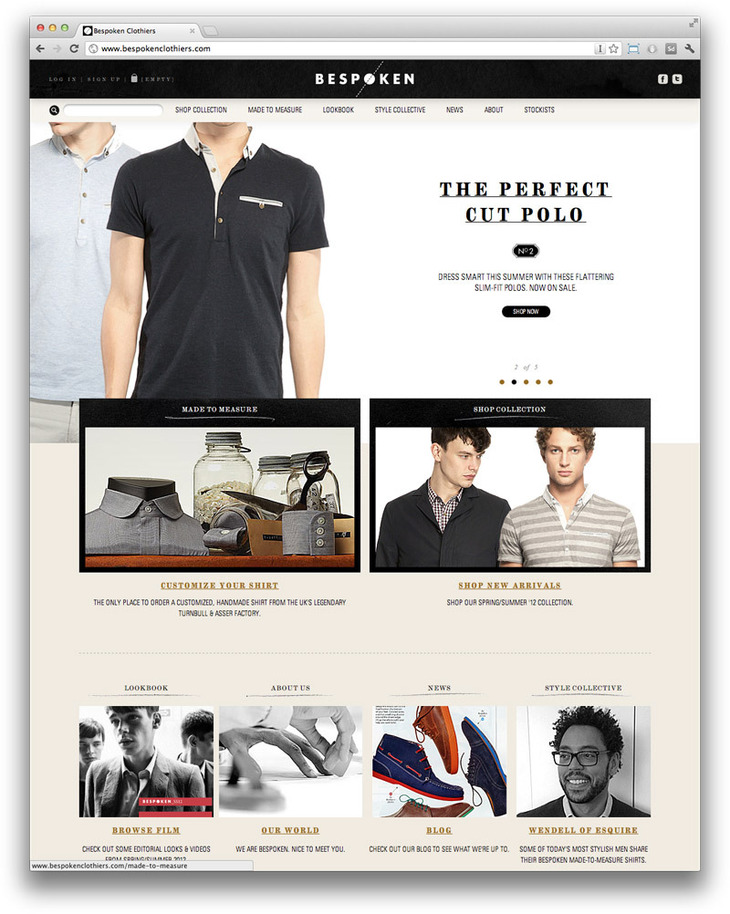 Bespoken Clothiers
www.bespokenclothiers.com
LOG IN | SIGN UP | [EMPTY]
BESPOKEN
SHOP COLLECTION MADE TO MEASURE LOOKBOOK STYLE COLLECTIVE NEWS ABOUT STOCKISTS
THE PERFECT
CUT POLO
Nº2
DRESS SMART THIS SUMMER WITH THESE FLATTERING
SLIM-FIT POLOS. NOW ON SALE.
SHOP NOW
2 of 5
MADE TO MEASURE
SHOP COLLECTION
CUSTOMIZE YOUR SHIRT
THE ONLY PLACE TO ORDER A CUSTOMIZED, HANDMADE SHIRT FROM THE UK'S LEGENDARY
TURNBULL & ASSER FACTORY.
SHOP NEW ARRIVALS
SHOP OUR SPRING/SUMMER '12 COLLECTION.
LOOKBOOK
ABOUT US
NEWS
STYLE COLLECTIVE
BESPOKEN
BROWSE FILM
CHECK OUT SOME EDITORIAL LOOKS & VIDEOS
FROM SPRING/SUMMER 2012
OUR WORLD
WE ARE BESPOKEN. NICE TO MEET YOU.
BLOG
CHECK OUT OUR BLOG TO SEE WHAT WE'RE UP TO.
WENDELL OF ESQUIRE
SOME OF TODAY'S MOST STYLISH MEN SHARE
THEIR BESPOKEN MADE-TO-MEASURE SHIRTS.
www.bespokenclothiers.com/made-to-measure